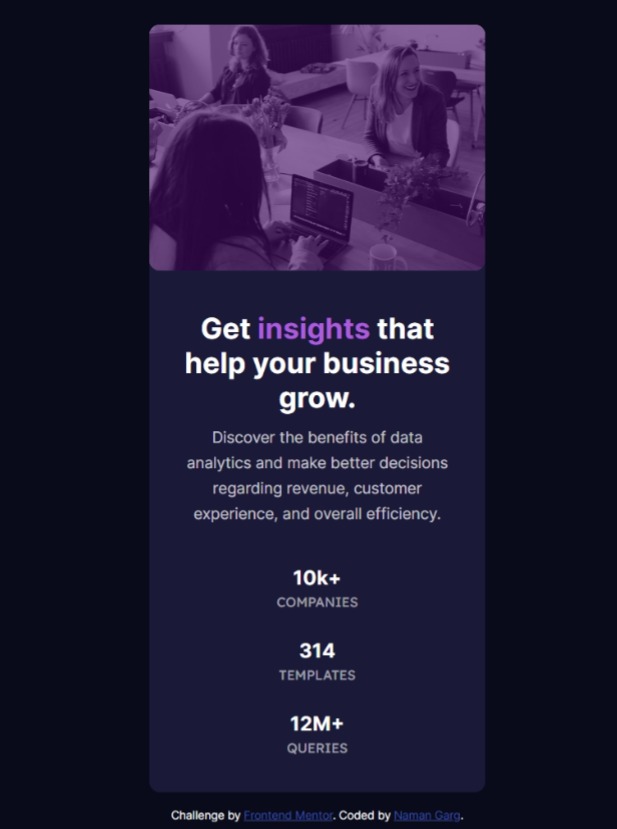 Get insights that
help your business
grow.
Discover the benefits of data
analytics and make better decisions
regarding revenue, customer
experience, and overall efficiency.
10k+
COMPANIES
314
TEMPLATES
12M+
QUERIES
Challenge by Frontend Mentor. Coded by Naman Garg.